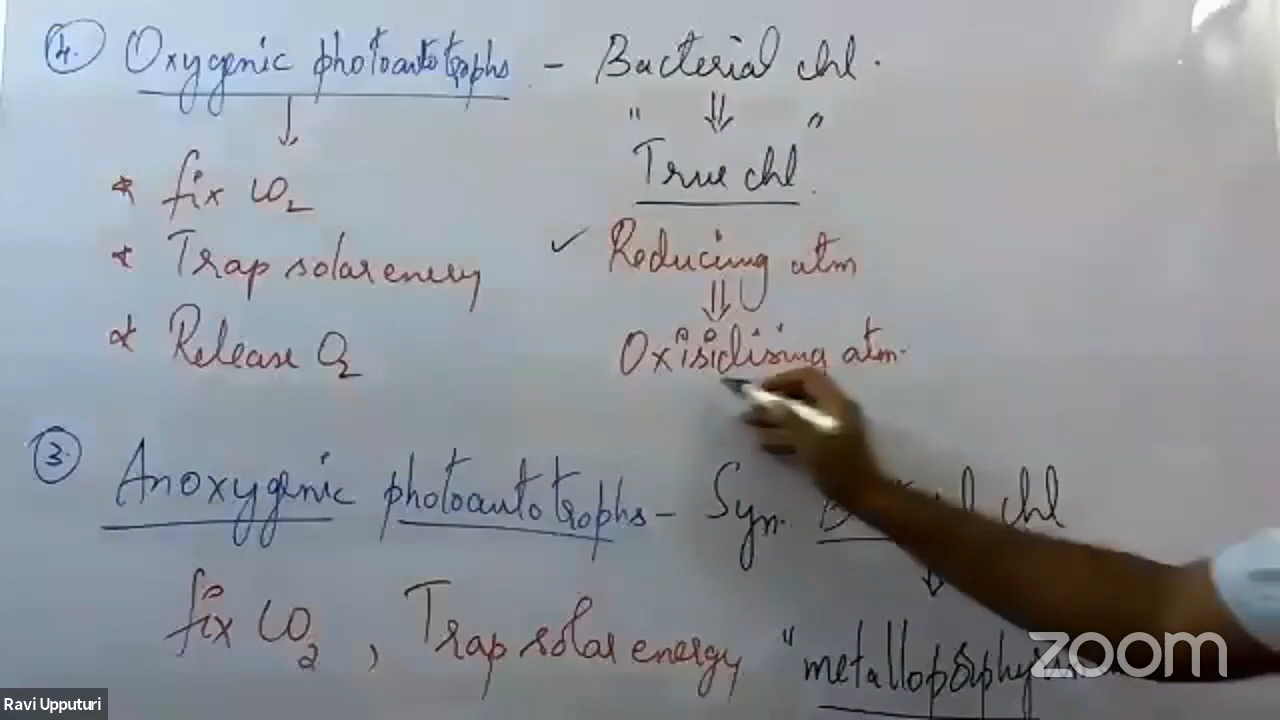 4. Oxygenic photoautotrophs - Bacterial chl.
" ⇓ "
True chl.
* fix CO2
* Trap solar energy
* Release O2
✓ Reducing atm
⇓
Oxisidising atm.
3. Anoxygenic photoautotrophs - Syn. chl
fix CO2, Trap solar energy "
zoom
Ravi Upputuri